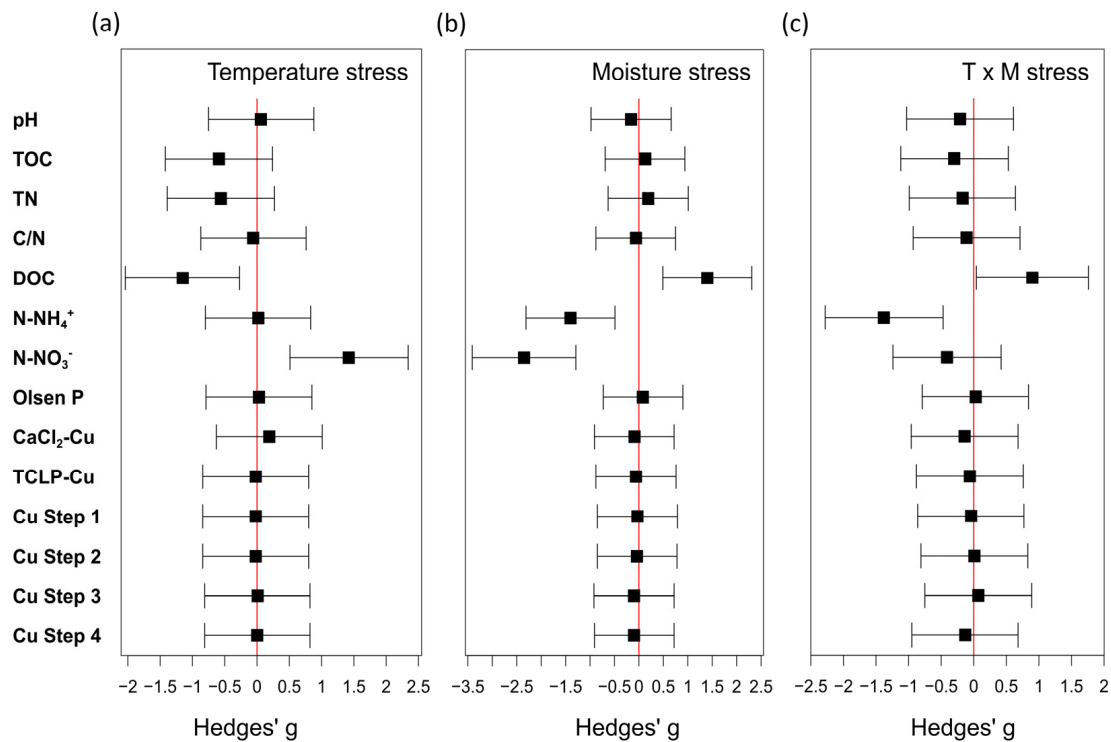 (a) (b) (c)
Temperature stress Moisture stress T x M stress
pH
TOC
TN
C/N
DOC
N-NH₄⁺
N-NO₃⁻
Olsen P
CaCl₂-Cu
TCLP-Cu
Cu Step 1
Cu Step 2
Cu Step 3
Cu Step 4
−2 −1.5 −1 −0.5 0 0.5 1 1.5 2 2.5 −3.5 −2.5 −1.5 −0.5 0 0.5 1.5 2.5 −2.5 −2 −1.5 −1 −0.5 0 0.5 1 1.5 2
Hedges' g Hedges' g Hedges' g